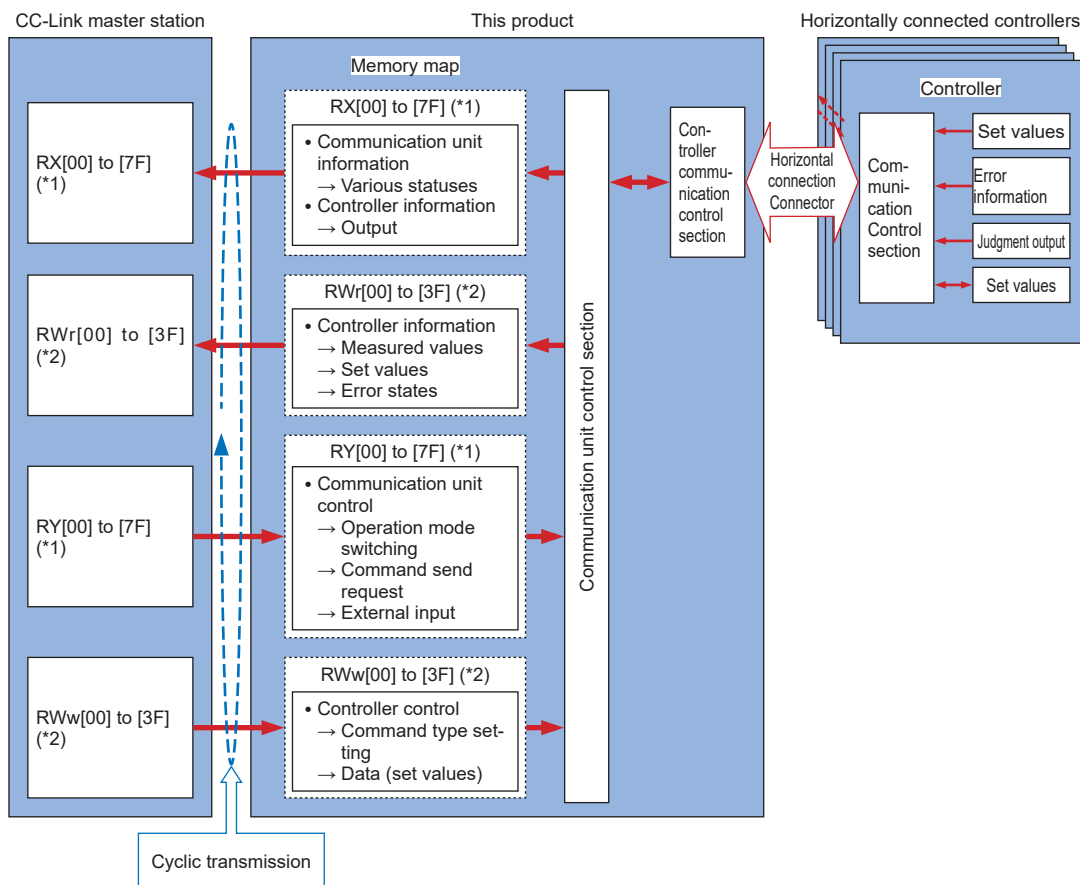 CC-Link master station
This product
Horizontally connected controllers
Memory map
RX[00] to [7F]
(*1)
RWr[00] to [3F]
(*2)
RY[00] to [7F]
(*1)
RWw[00] to [3F]
(*2)
RX[00] to [7F] (*1)
• Communication unit
information
→ Various statuses
• Controller information
→ Output
RWr[00] to [3F] (*2)
• Controller information
→ Measured values
→ Set values
→ Error states
RY[00] to [7F] (*1)
• Communication unit
control
→ Operation mode
switching
→ Command send
request
→ External input
RWw[00] to [3F] (*2)
• Controller control
→ Command type set-
ting
→ Data (set values)
Communication unit control section
Con-
troller
commu-
nication
control
section
Horizontal
connection
Connector
Controller
Com-
munica-
tion
Control
section
Set values
Error
information
Judgment output
Set values
Cyclic transmission